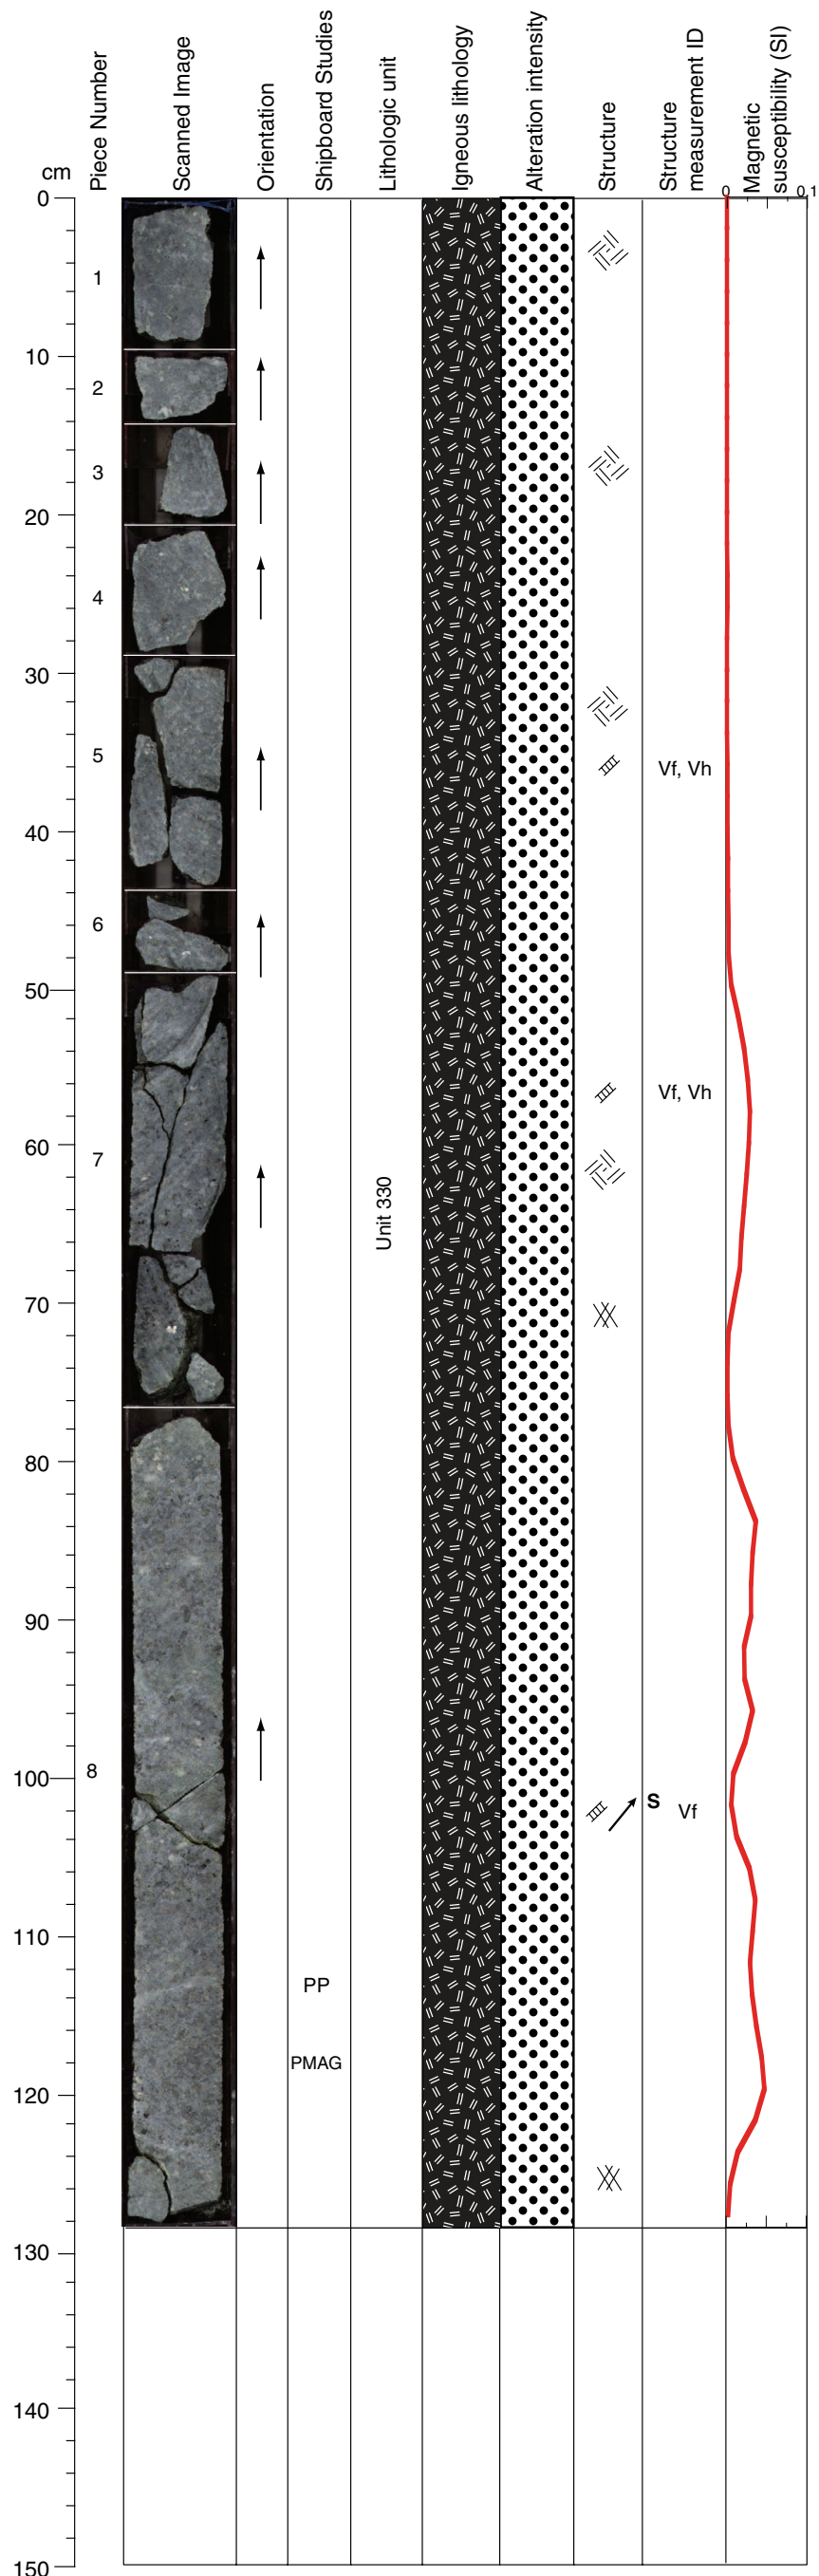 cm
Piece Number
Scanned Image
Orientation
Shipboard Studies
Lithologic unit
Igneous lithology
Alteration intensity
Structure
Structure
measurement ID
Magnetic
susceptibility (SI)
0
0.1
0
1
10
2
3
20
4
30
5
Vf, Vh
40
6
50
Vf, Vh
60
7
Unit 330
70
80
90
8
100
S
Vf
110
PP
PMAG
120
130
140
150